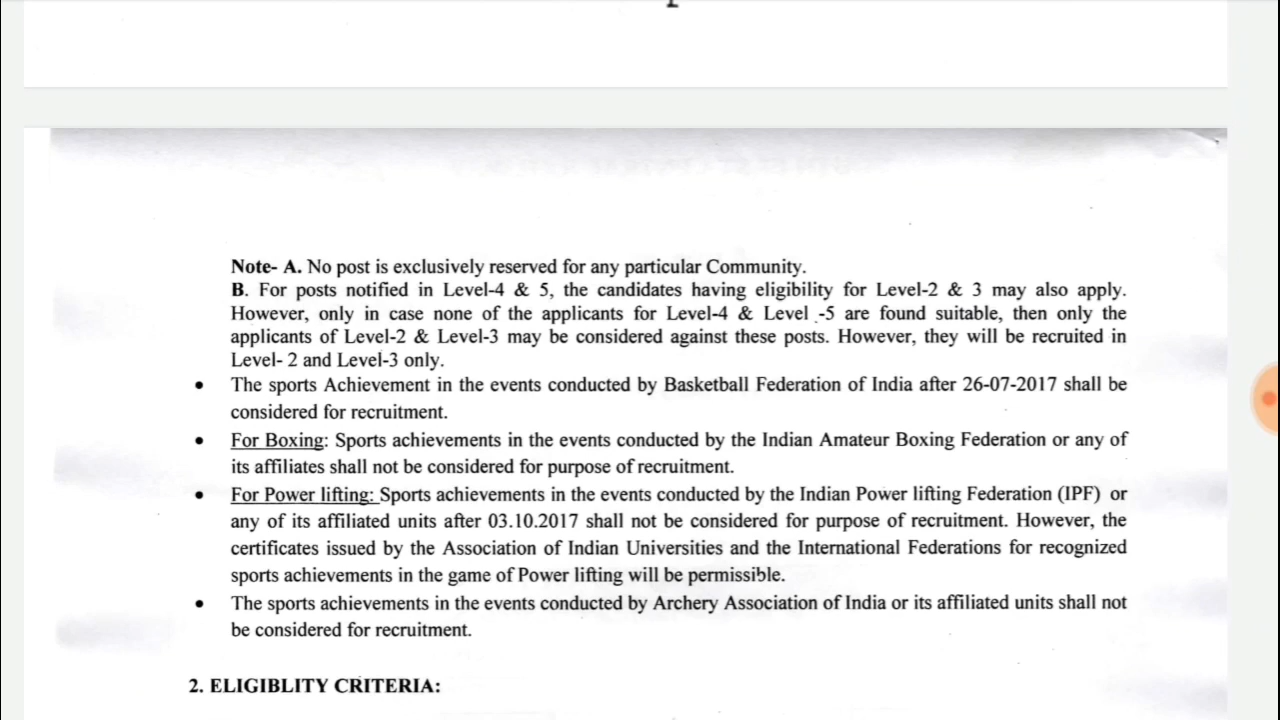 Note- A. No post is exclusively reserved for any particular Community.
B. For posts notified in Level-4 & 5, the candidates having eligibility for Level-2 & 3 may also apply.
However, only in case none of the applicants for Level-4 & Level -5 are found suitable, then only the
applicants of Level-2 & Level-3 may be considered against these posts. However, they will be recruited in
Level- 2 and Level-3 only.
• The sports Achievement in the events conducted by Basketball Federation of India after 26-07-2017 shall be
considered for recruitment.
• For Boxing: Sports achievements in the events conducted by the Indian Amateur Boxing Federation or any of
its affiliates shall not be considered for purpose of recruitment.
• For Power lifting: Sports achievements in the events conducted by the Indian Power lifting Federation (IPF) or
any of its affiliated units after 03.10.2017 shall not be considered for purpose of recruitment. However, the
certificates issued by the Association of Indian Universities and the International Federations for recognized
sports achievements in the game of Power lifting will be permissible.
• The sports achievements in the events conducted by Archery Association of India or its affiliated units shall not
be considered for recruitment.
2. ELIGIBLITY CRITERIA: